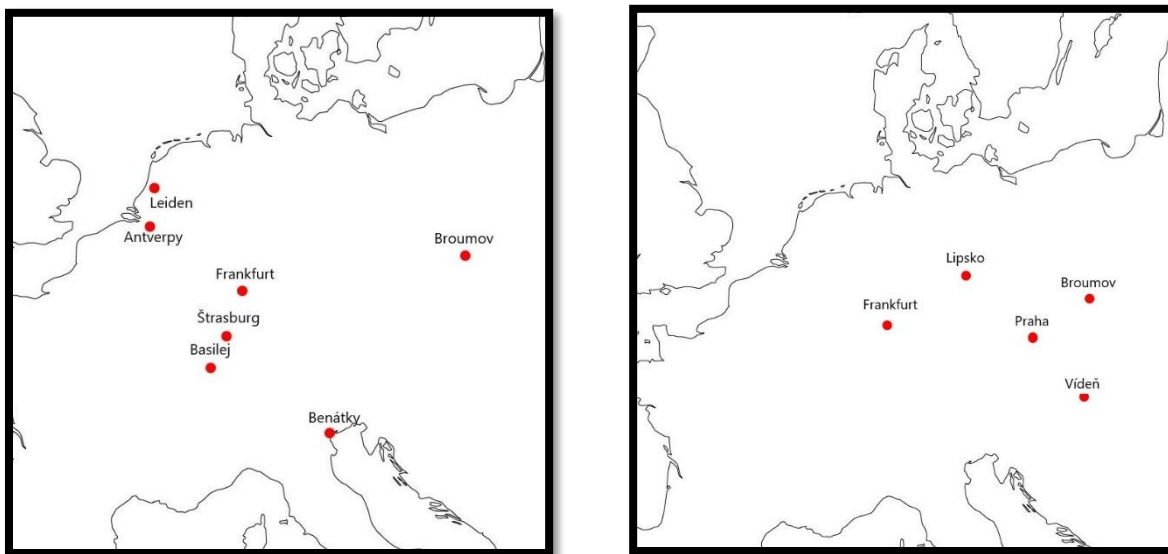 Leiden
Antverpy
Broumov
Frankfurt
Štrasburg
Basilej
Benátky
Lipsko
Broumov
Frankfurt
Praha
Vídeň